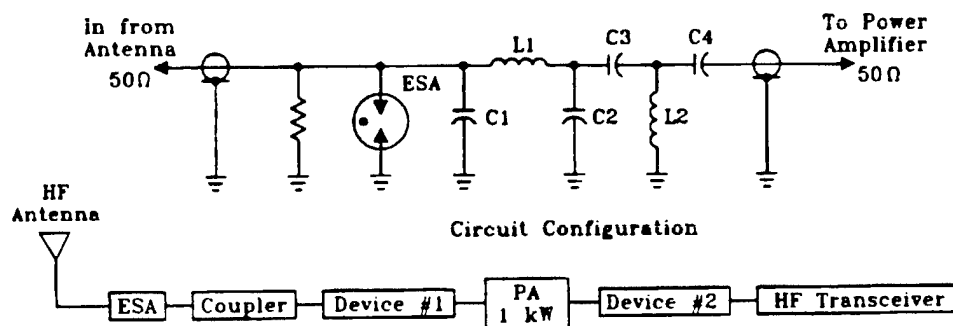 In from
Antenna
50Ω
ESA
C1
L1
C2
C3
L2
C4
To Power
Amplifier
50Ω
Circuit Configuration
HF
Antenna
ESA
Coupler
Device #1
PA
1 kW
Device #2
HF Transceiver